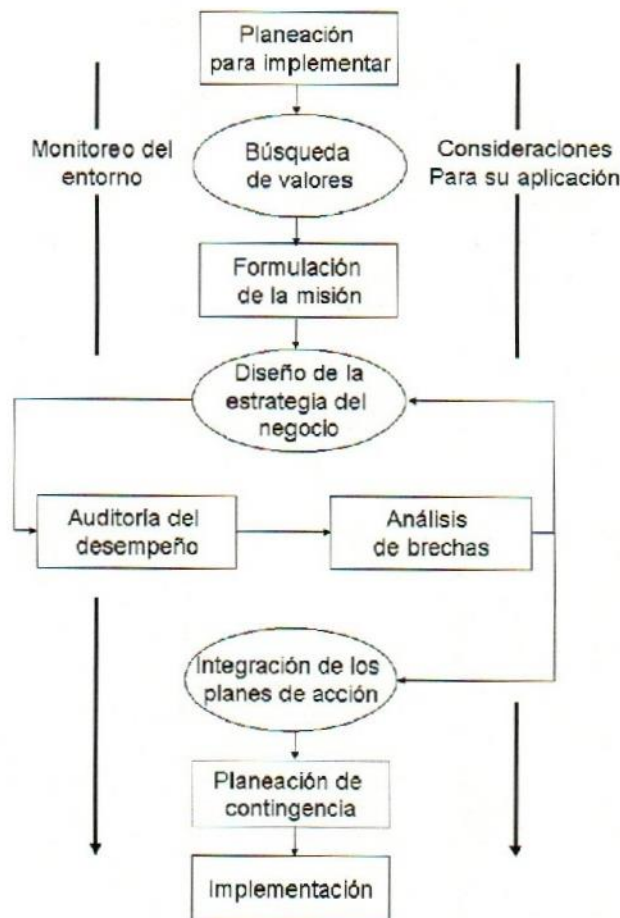 Planeación
para implementar
Monitoreo del
entorno
Búsqueda
de valores
Consideraciones
Para su aplicación
Formulación
de la misión
Diseño de la
estrategia del
negocio
Auditoría del
desempeño
Análisis
de brechas
Integración de los
planes de acción
Planeación de
contingencia
Implementación